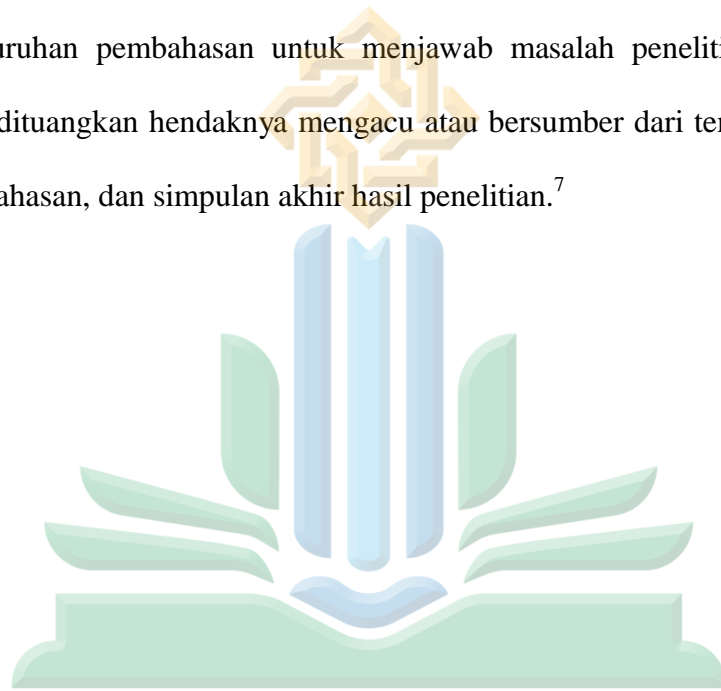 uruhan pembahasan untuk menjawab masalah peneliti
dituangkan hendaknya mengacu atau bersumber dari te
ahasan, dan simpulan akhir hasil penelitian.7